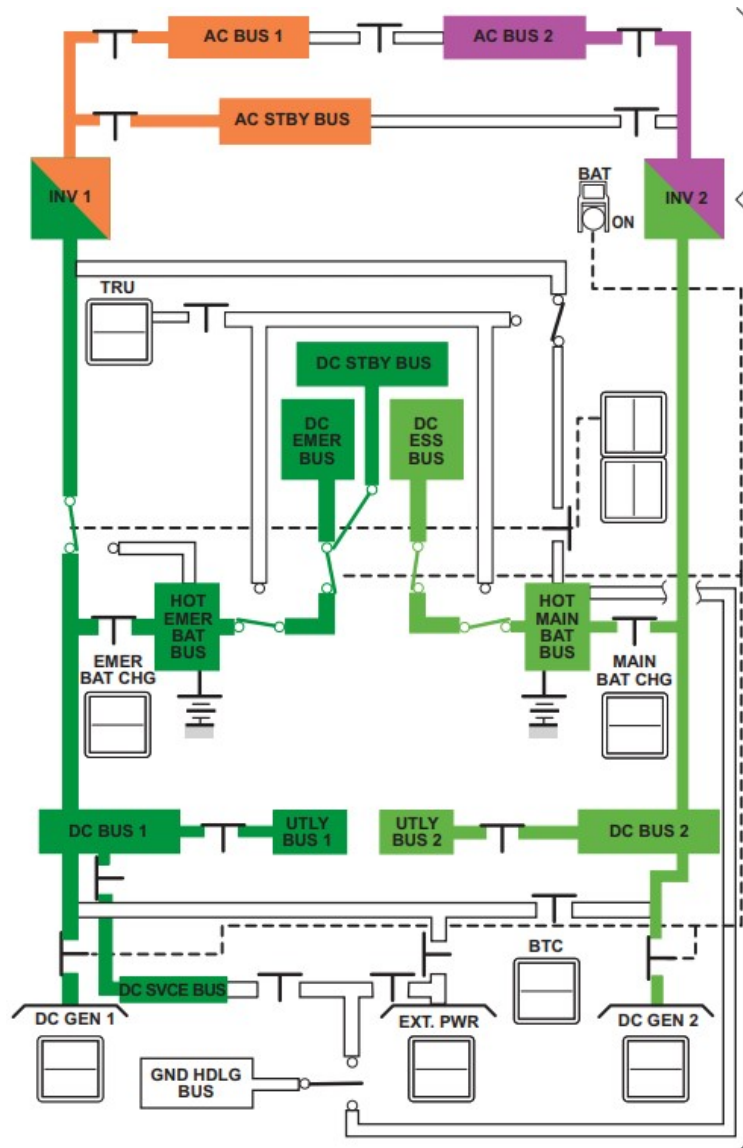 AC BUS 1
AC BUS 2
AC STBY BUS
INV 1
BAT
INV 2
ON
TRU
DC STBY BUS
DC
EMER
BUS
DC
ESS
BUS
HOT
EMER
BAT
BUS
HOT
MAIN
BAT
BUS
EMER
BAT CHG
MAIN
BAT CHG
DC BUS 1
UTLY
BUS 1
UTLY
BUS 2
DC BUS 2
BTC
DC SVCE BUS
DC GEN 1
EXT. PWR
DC GEN 2
GND HDLG
BUS